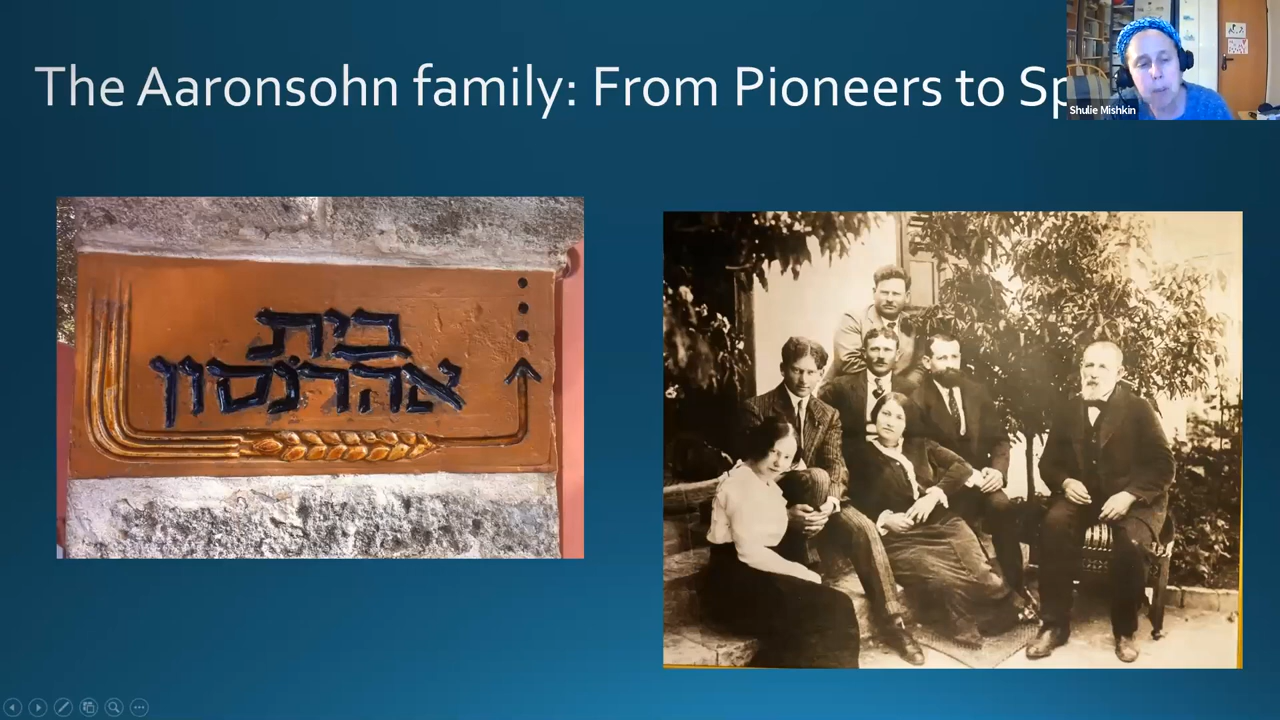 The Aaronsohn family: From Pioneers to Sp
Shulie Mishkin
בית
אהרנסון